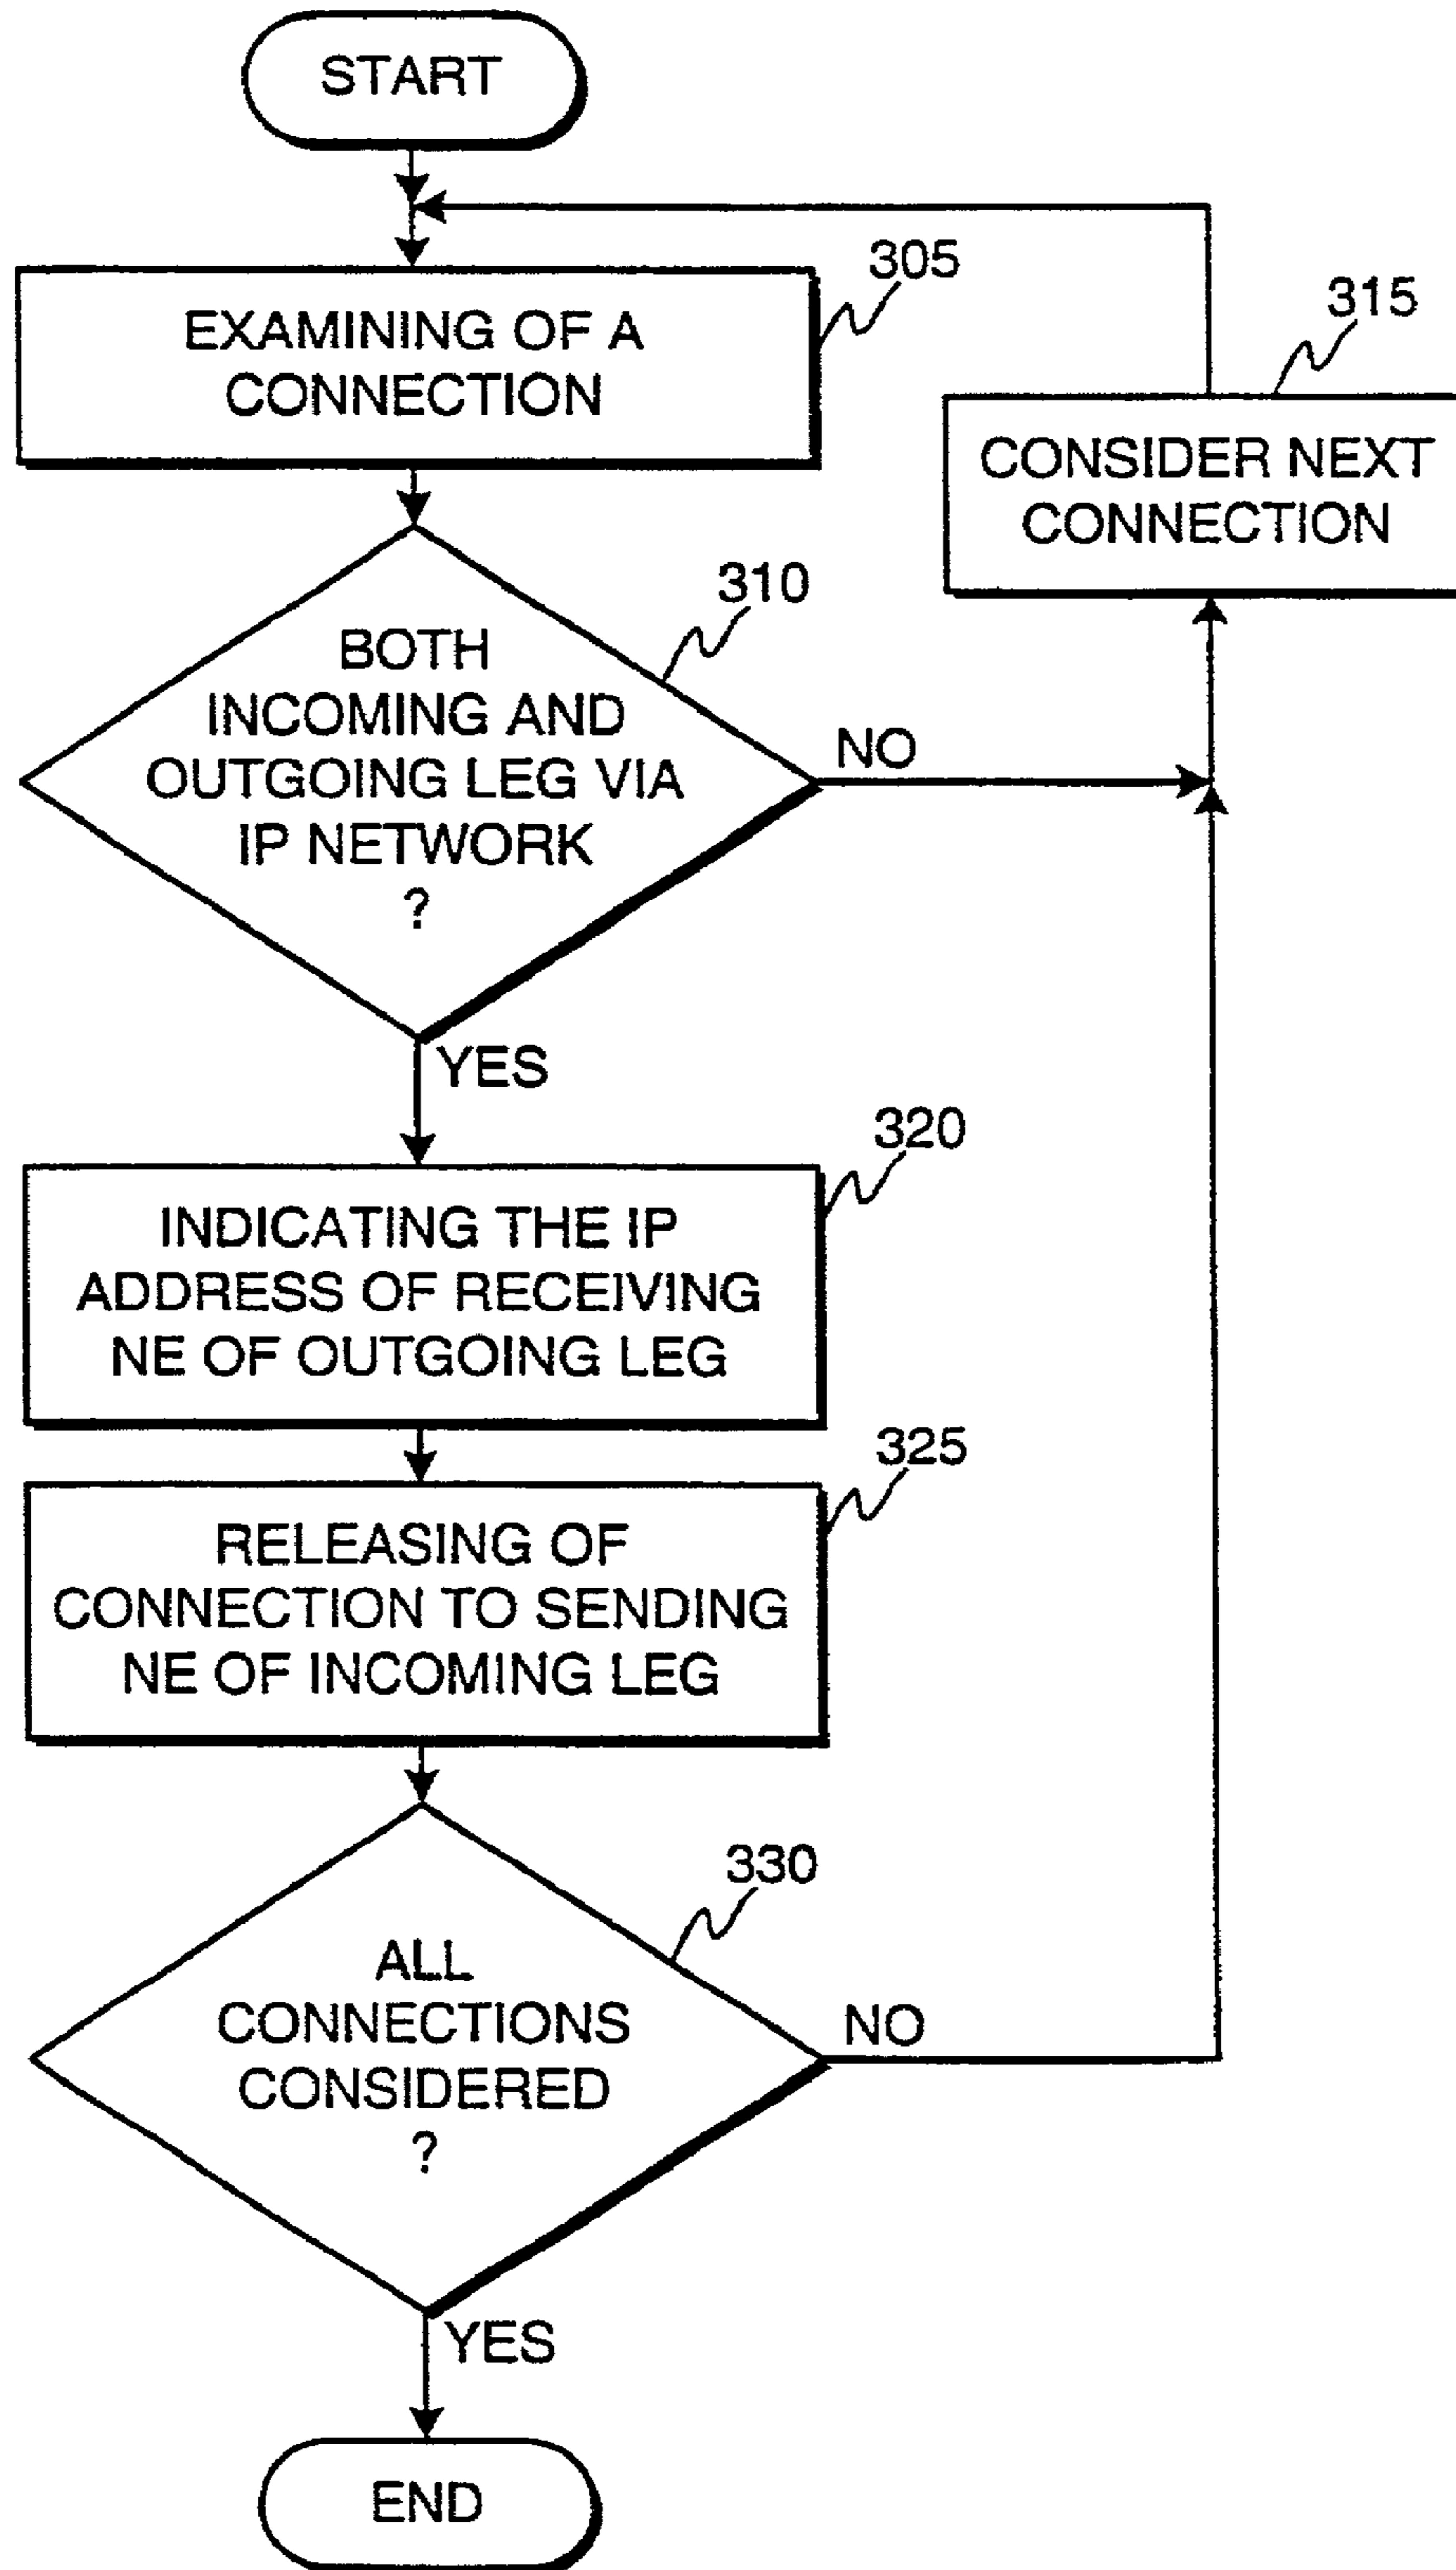 START
305
EXAMINING OF A
CONNECTION
315
CONSIDER NEXT
CONNECTION
310
BOTH
INCOMING AND
OUTGOING LEG VIA
IP NETWORK
?
NO
YES
320
INDICATING THE IP
ADDRESS OF RECEIVING
NE OF OUTGOING LEG
325
RELEASING OF
CONNECTION TO SENDING
NE OF INCOMING LEG
330
ALL
CONNECTIONS
CONSIDERED
?
NO
YES
END